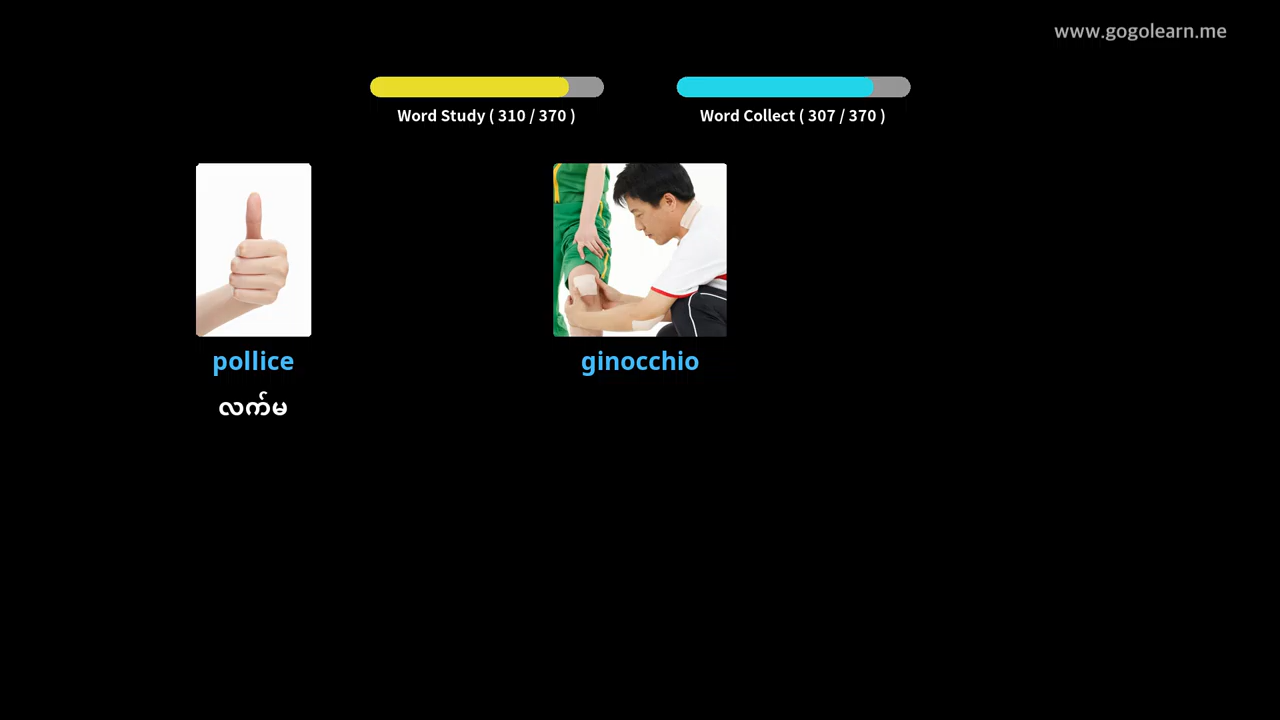 www.gogolearn.me
Word Study ( 310 / 370 )
Word Collect ( 307 / 370 )
pollice
ginocchio
လက်မ